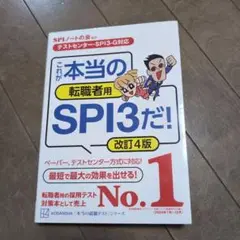 SPIノートの会
テストセンター・SPI3-G対応
これが
本当の
転職者用
SPI3だ!
改訂4版
ペーパー、テストセンター方式に対応!
最短で最大の効果を出せる!
転職者時の採用テスト
対策本として売上
No.1
KODANSHA